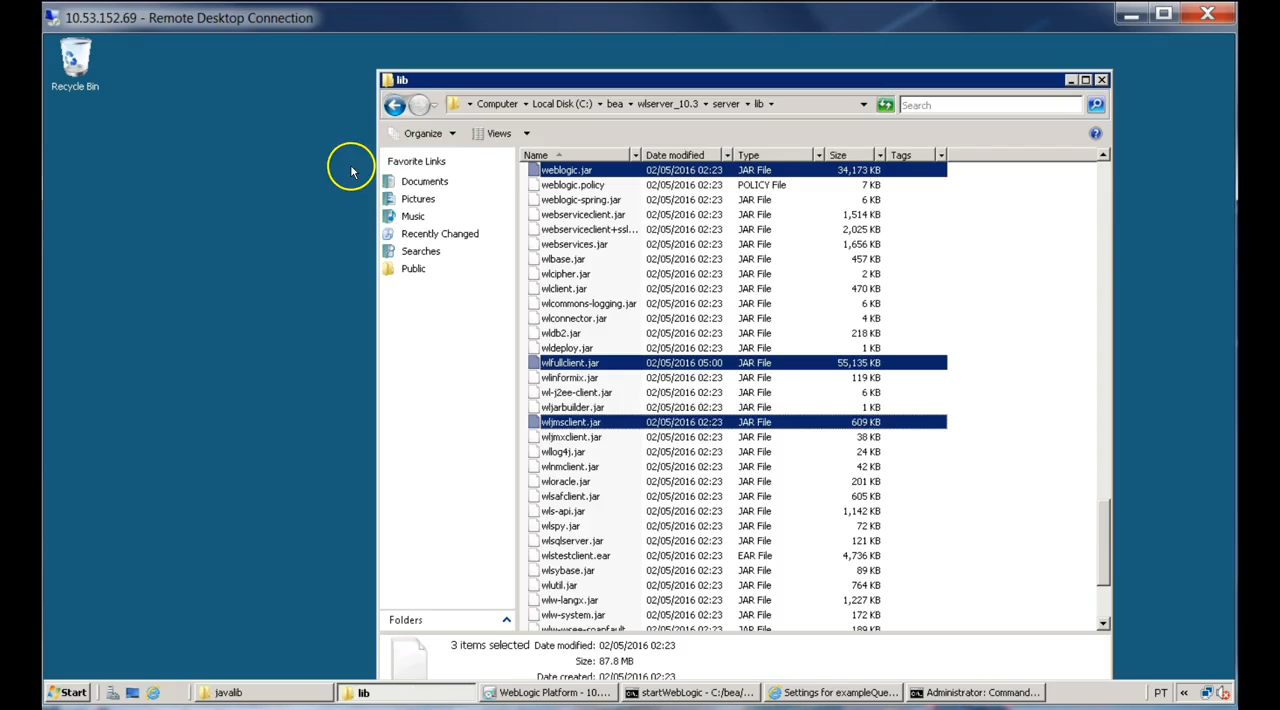 10.53.152.69 - Remote Desktop Connection
Recycle Bin
lib
Computer Local Disk (C:) bea wlserver_10.3 server lib Search
Organize Views
Favorite Links
Documents
Pictures
Music
Recently Changed
Searches
Public
Folders
Name Date modified Type Size Tags
weblogic.jar 02/05/2016 02:23 JAR File 34,173 KB
weblogic.policy 02/05/2016 02:23 POLICY File 7 KB
weblogic-spring.jar 02/05/2016 02:23 JAR File 6 KB
webserviceclient.jar 02/05/2016 02:23 JAR File 1,514 KB
webserviceclient+ssl... 02/05/2016 02:23 JAR File 2,025 KB
webservices.jar 02/05/2016 02:23 JAR File 1,656 KB
wlbase.jar 02/05/2016 02:23 JAR File 457 KB
wlcipher.jar 02/05/2016 02:23 JAR File 2 KB
wlclient.jar 02/05/2016 02:23 JAR File 470 KB
wlcommons-logging.jar 02/05/2016 02:23 JAR File 6 KB
wlconnector.jar 02/05/2016 02:23 JAR File 4 KB
wldb2.jar 02/05/2016 02:23 JAR File 218 KB
wldeploy.jar 02/05/2016 02:23 JAR File 1 KB
wlfullclient.jar 02/05/2016 05:00 JAR File 55,135 KB
wlinformix.jar 02/05/2016 02:23 JAR File 119 KB
wl-j2ee-client.jar 02/05/2016 02:23 JAR File 6 KB
wljarbuilder.jar 02/05/2016 02:23 JAR File 1 KB
wljmsclient.jar 02/05/2016 02:23 JAR File 609 KB
wljmxclient.jar 02/05/2016 02:23 JAR File 38 KB
wllog4j.jar 02/05/2016 02:23 JAR File 24 KB
wlnmclient.jar 02/05/2016 02:23 JAR File 42 KB
wloracle.jar 02/05/2016 02:23 JAR File 201 KB
wlsafclient.jar 02/05/2016 02:23 JAR File 605 KB
wls-api.jar 02/05/2016 02:23 JAR File 1,142 KB
wlspy.jar 02/05/2016 02:23 JAR File 72 KB
wlsqlserver.jar 02/05/2016 02:23 JAR File 121 KB
wlstestclient.ear 02/05/2016 02:23 EAR File 4,736 KB
wlsybase.jar 02/05/2016 02:23 JAR File 89 KB
wlutil.jar 02/05/2016 02:23 JAR File 764 KB
wlw-langx.jar 02/05/2016 02:23 JAR File 1,227 KB
wlw-system.jar 02/05/2016 02:23 JAR File 172 KB
02/05/2016 02:23 JAR File 189 KB
3 items selected Date modified: 02/05/2016 02:23
Size: 87.8 MB
Date created: 02/05/2016 02:23
Start javalib lib WebLogic Platform - 10.... startWebLogic - C:/bea/... Settings for exampleQue... Administrator: Command... PT «